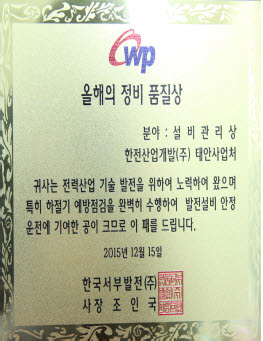 wp
올해의 정비 품질상
분야 : 설비관리상
한전산업개발(주) 태안사업처
귀사는 전력산업 기술 발전을 위하여 노력하여 왔으며
특히 하절기 예방점검을 완벽히 수행하여 발전설비 안정
운전에 기여한 공이 크므로 이 패를 드립니다.
2015년 12월 15일
한국서부발전(주)
사장 조인국